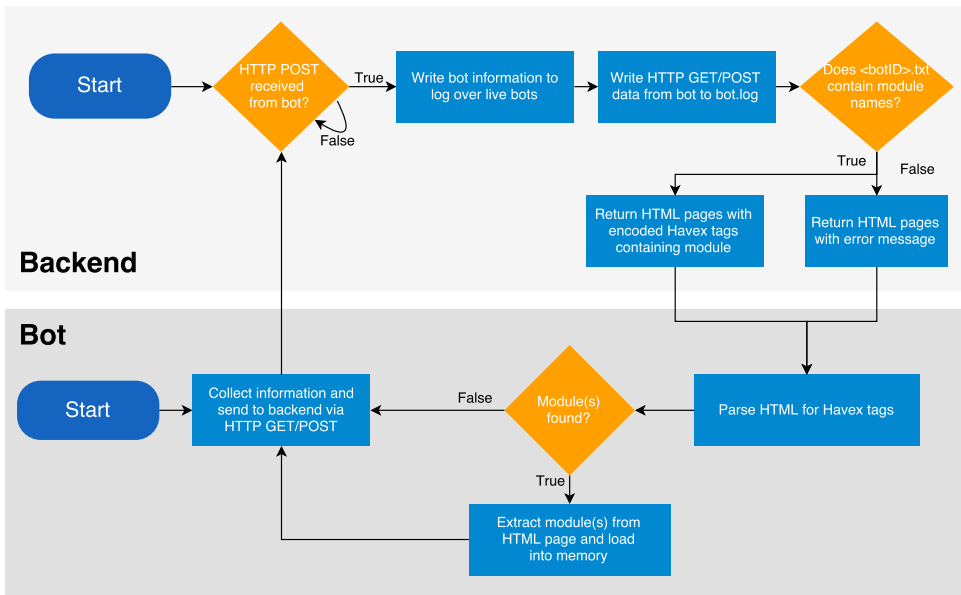 Start
HTTP POST
received
from bot?
True
False
Write bot information to
log over live bots
Write HTTP GET/POST
data from bot to bot.log
Does <botID>.txt
contain module
names?
True
False
Return HTML pages with
encoded Havex tags
containing module
Return HTML pages
with error message
Backend
Bot
Start
Collect information and
send to backend via
HTTP GET/POST
False
Module(s)
found?
Parse HTML for Havex tags
True
Extract module(s) from
HTML page and load
into memory